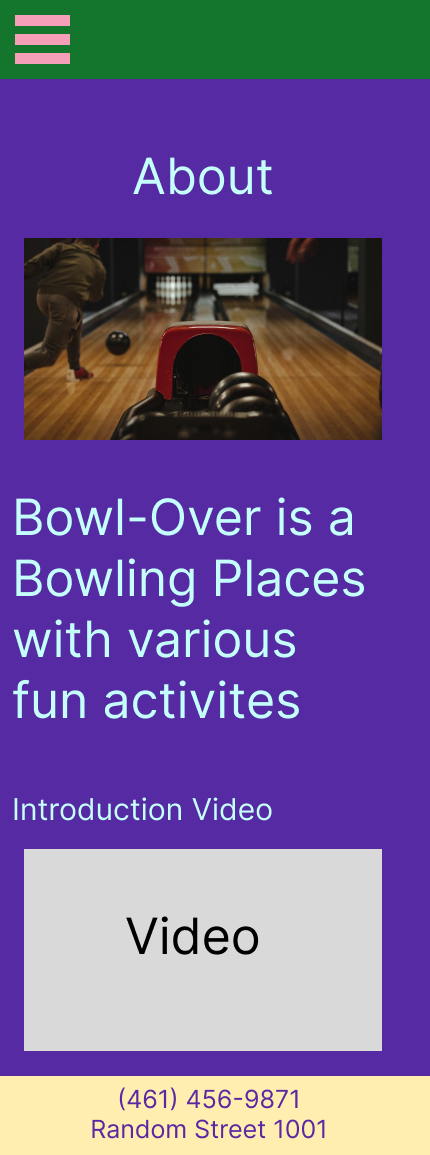 About
Bowl-Over is a
Bowling Places
with various
fun activites
Introduction Video
Video
(461) 456-9871
Random Street 1001